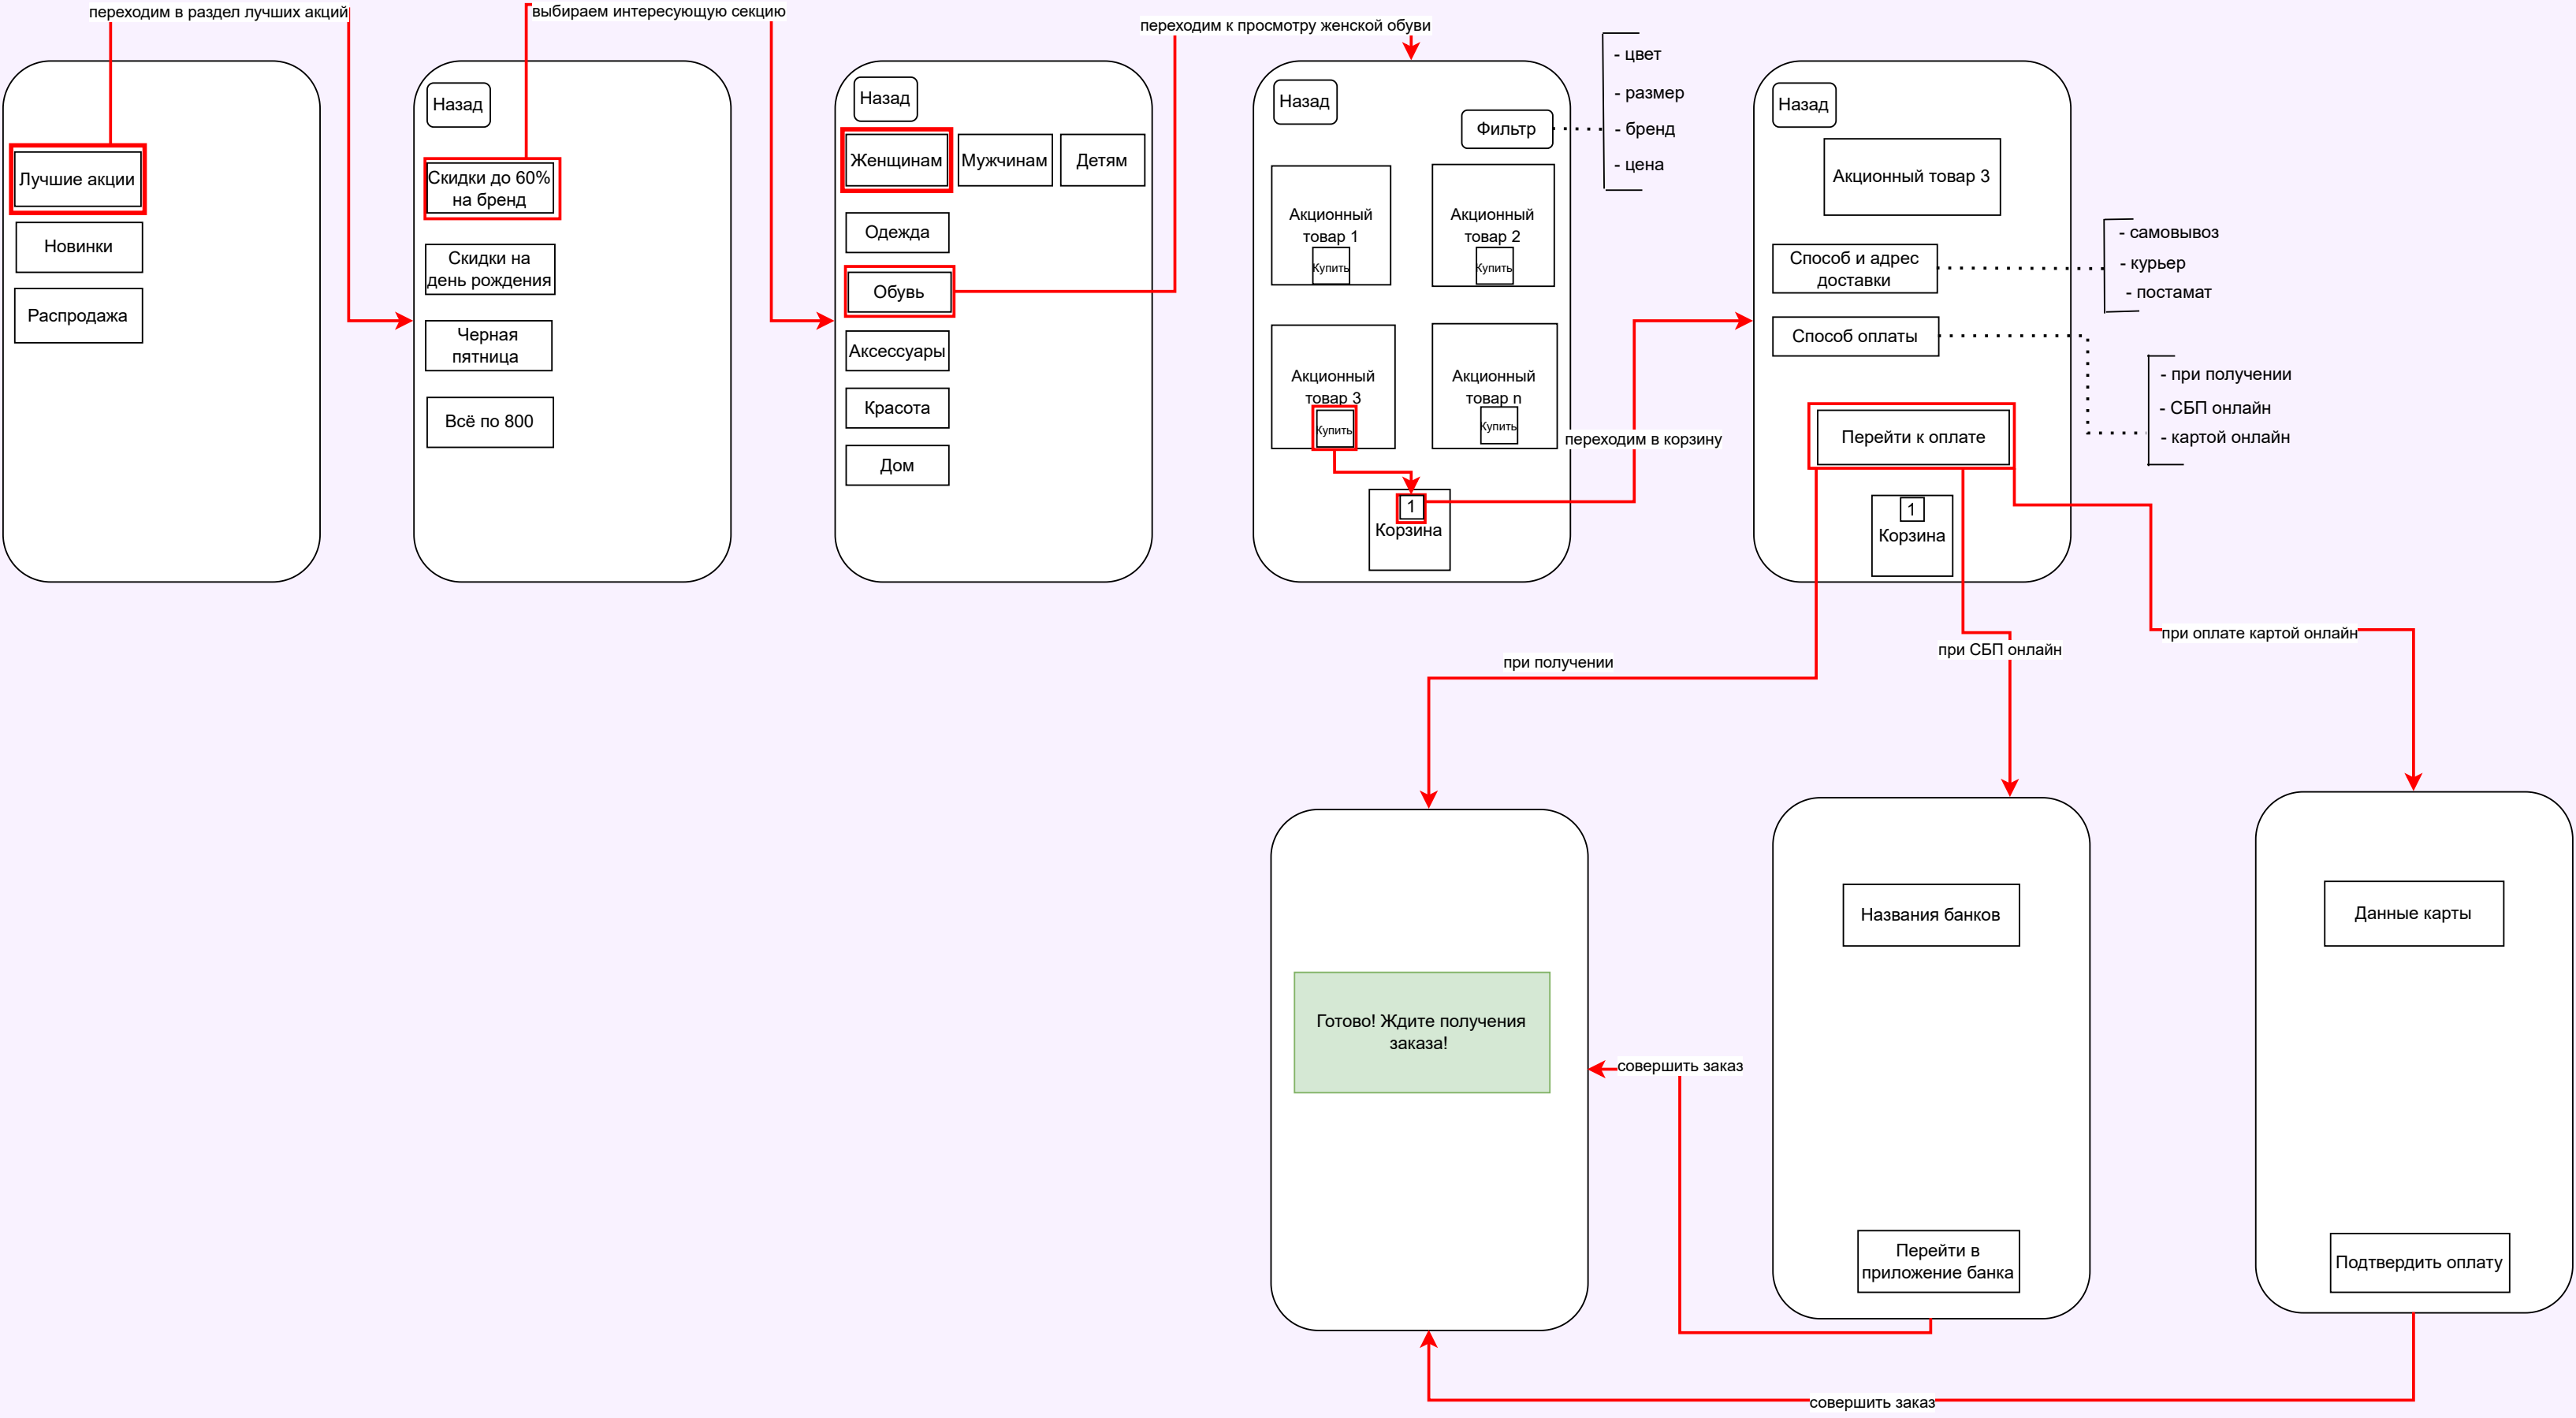 переходим в раздел лучших акций
Лучшие акции
Новинки
Распродажа
выбираем интересующую секцию
Назад
Скидки до 60%
на бренд
Скидки на
день рождения
Черная
пятница
Всё по 800
Назад
Женщинам
Мужчинам
Детям
Одежда
Обувь
Аксессуары
Красота
Дом
переходим к просмотру женской обуви
Назад
Фильтр
- цвет
- размер
- бренд
- цена
Акционный
товар 1
Купить
Акционный
товар 2
Купить
Акционный
товар 3
Купить
Акционный
товар n
Купить
1
Корзина
переходим в корзину
Назад
Акционный товар 3
Способ и адрес
доставки
- самовывоз
- курьер
- постамат
Способ оплаты
- при получении
- СБП онлайн
- картой онлайн
Перейти к оплате
1
Корзина
при получении
при СБП онлайн
при оплате картой онлайн
Готово! Ждите получения
заказа!
Названия банков
Перейти в
приложение банка
Данные карты
Подтвердить оплату
совершить заказ
совершить заказ